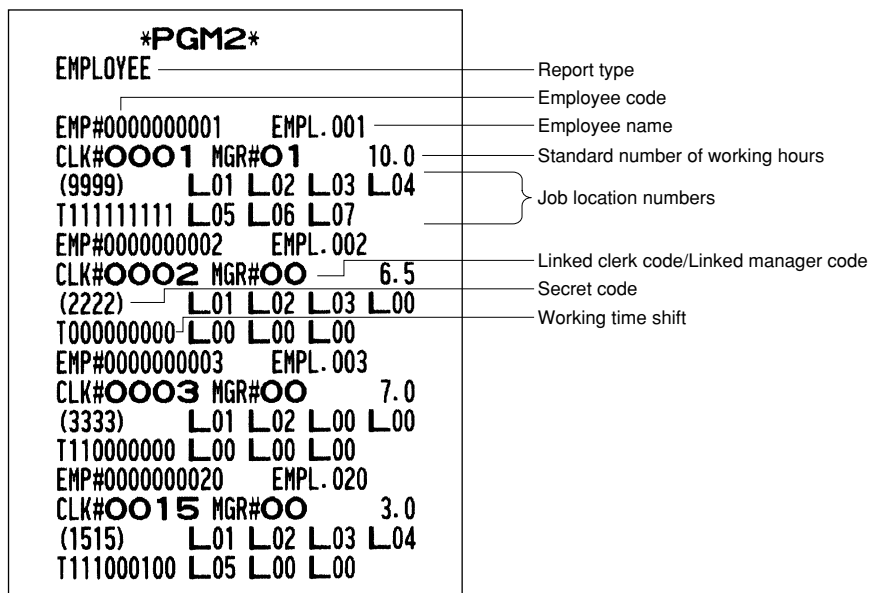 *PGM2*
EMPLOYEE
Report type
Employee code
EMP#0000000001 EMPL.001
Employee name
CLK#0001 MGR#01 10.0
Standard number of working hours
(9999) L01 L02 L03 L04
Job location numbers
T111111111 L05 L06 L07
EMP#0000000002 EMPL.002
CLK#0002 MGR#00 6.5
Linked clerk code/Linked manager code
(2222) L01 L02 L03 L00
Secret code
T000000000 L00 L00 L00
Working time shift
EMP#0000000003 EMPL.003
CLK#0003 MGR#00 7.0
(3333) L01 L02 L00 L00
T110000000 L00 L00 L00
EMP#0000000020 EMPL.020
CLK#0015 MGR#00 3.0
(1515) L01 L02 L03 L04
T111000100 L05 L00 L00